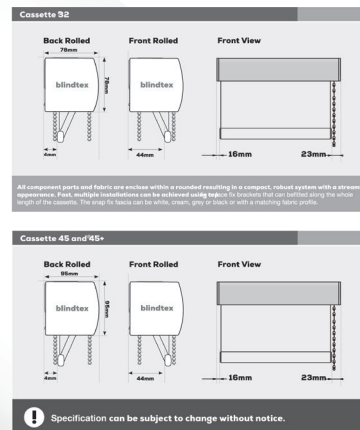 Cassette 32
Back Rolled Front Rolled Front View
78mm
blindtex
78mm
blindtex
4mm
44mm
16mm
23mm
All component parts and fabric are enclose within a rounded resulting in a compact, robust system with a stream
appearance. Fast, multiple installations can be achieved using top face fix brackets that can befitted along the whole
length of the cassette. The snap fix fascia can be white, cream, grey or black or with a matching fabric profile.
Cassette 45 and 45+
Back Rolled Front Rolled Front View
95mm
blindtex
95mm
blindtex
4mm
44mm
16mm
23mm
! Specification can be subject to change without notice.